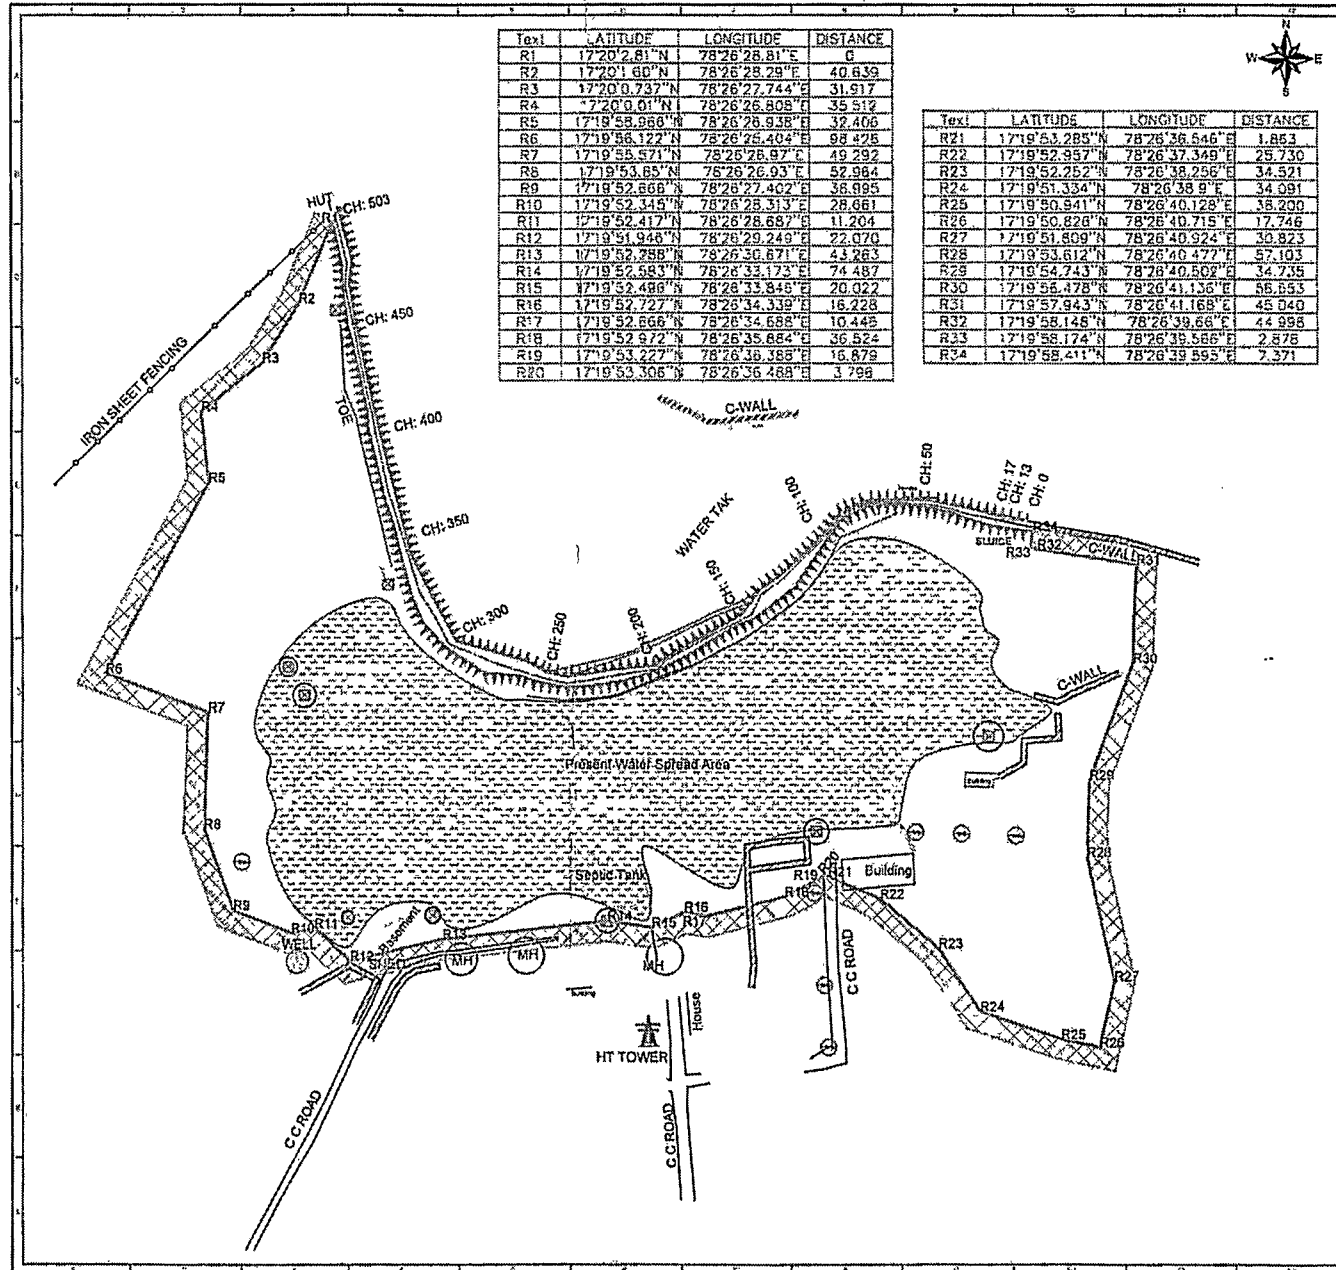 N
W E
S
Text LATITUDE LONGITUDE DISTANCE
R1 17°20'2.81"N 78°26'28.81"E 0
R2 17°20'1.60"N 78°26'28.29"E 40.639
R3 17°20'0.737"N 78°26'27.744"E 31.917
R4 17°20'0.01"N 78°26'26.808"E 35.512
R5 17°19'58.966"N 78°26'26.938"E 32.406
R6 17°19'56.122"N 78°26'25.404"E 98.426
R7 17°19'55.571"N 78°26'26.97"E 49.292
R8 17°19'53.85"N 78°26'26.93"E 52.964
R9 17°19'52.666"N 78°26'27.402"E 38.995
R10 17°19'52.345"N 78°26'28.313"E 28.661
R11 17°19'52.417"N 78°26'28.687"E 11.204
R12 17°19'51.946"N 78°26'29.249"E 22.070
R13 17°19'52.288"N 78°26'30.671"E 43.263
R14 17°19'52.583"N 78°26'33.173"E 74.487
R15 17°19'52.496"N 78°26'33.846"E 20.022
R16 17°19'52.727"N 78°26'34.339"E 16.228
R17 17°19'52.666"N 78°26'34.688"E 10.446
R18 17°19'52.972"N 78°26'35.884"E 36.524
R19 17°19'53.227"N 78°26'36.388"E 16.879
R20 17°19'53.306"N 78°26'36.488"E 3.796
Text LATITUDE LONGITUDE DISTANCE
R21 17°19'53.285"N 78°26'36.546"E 1.853
R22 17°19'52.957"N 78°26'37.349"E 25.730
R23 17°19'52.252"N 78°26'38.256"E 34.521
R24 17°19'51.334"N 78°26'38.9"E 34.091
R25 17°19'50.941"N 78°26'40.128"E 38.200
R26 17°19'50.826"N 78°26'40.715"E 17.746
R27 17°19'51.809"N 78°26'40.924"E 30.823
R28 17°19'53.612"N 78°26'40.477"E 57.103
R29 17°19'54.743"N 78°26'40.502"E 34.735
R30 17°19'56.478"N 78°26'41.136"E 56.653
R31 17°19'57.943"N 78°26'41.168"E 45.040
R32 17°19'58.148"N 78°26'39.66"E 44.998
R33 17°19'58.174"N 78°26'39.566"E 2.876
R34 17°19'58.411"N 78°26'39.595"E 7.371
HUT
CH: 503
R2
CH: 450
IRON SHEET FENCING
R3
TOE
R4
CH: 400
C-WALL
R5
CH: 350
WATER TAK
CH: 100
CH: 50
CH: 17
CH: 13
CH: 0
R34
SLUICE
R33
R32
C-WALL
R31
CH: 150
CH: 300
CH: 250
CH: 200
R30
R6
C-WALL
R7
Present Water Spread Area
R29
Building
R8
R28
Septic Tank
R20
R19
R21
Building
R18
R22
R9
R16
R14
R15
R17
R10
R11
Basement
R13
WELL
R12
R23
MH
MH
MH
C C ROAD
R27
Building
House
R24
HT TOWER
R25
R26
C C ROAD
C C ROAD